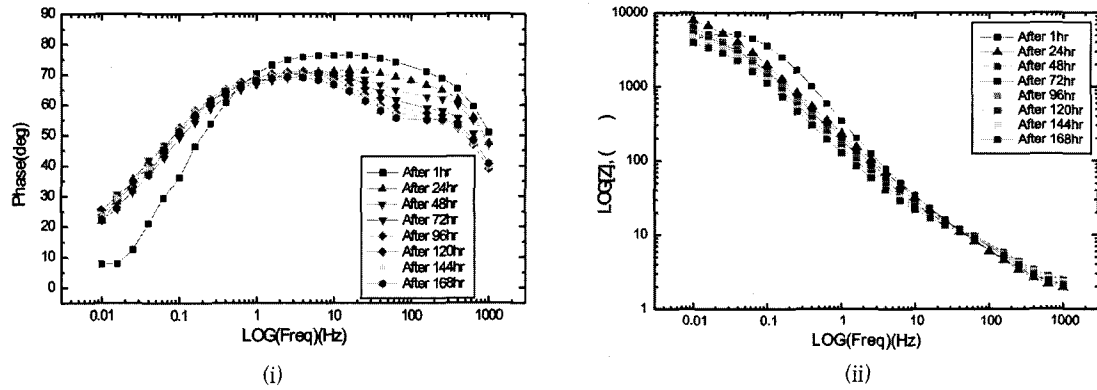 90
80
70
60
50
40
30
20
10
0
Phase(deg)
0.01 0.1 1 10 100 1000
LOG(Freq)(Hz)
After 1hr
After 24hr
After 48hr
After 72hr
After 96hr
After 120hr
After 144hr
After 168hr
(i)
10000
1000
100
10
1
LOG[Z], ( )
0.01 0.1 1 10 100 1000
LOG(Freq)(Hz)
After 1hr
After 24hr
After 48hr
After 72hr
After 96hr
After 120hr
After 144hr
After 168hr
(ii)